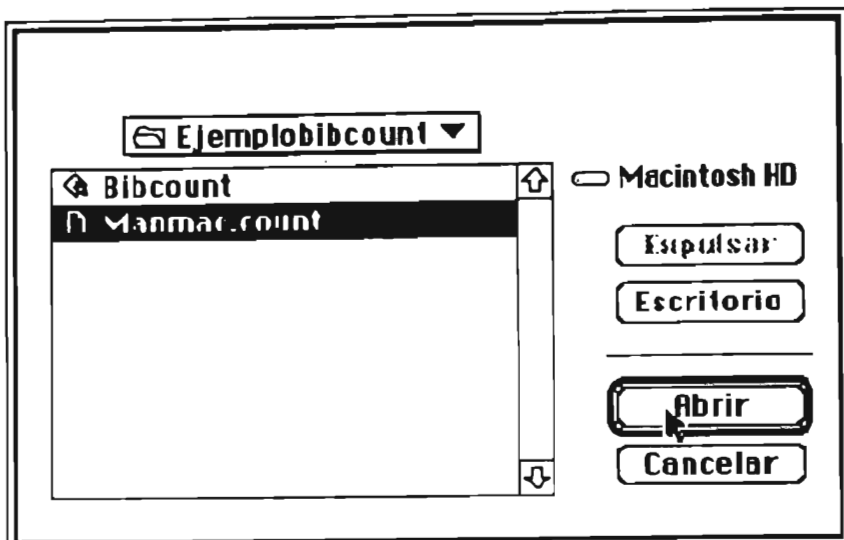 Ejemplobibcount
Bibcount
Manmac.count
Macintosh HD
Expulsar
Escritorio
Abrir
Cancelar